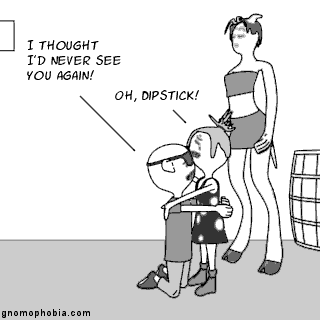 I THOUGHT
I'D NEVER SEE
YOU AGAIN!
OH, DIPSTICK!
gnomophobia.com